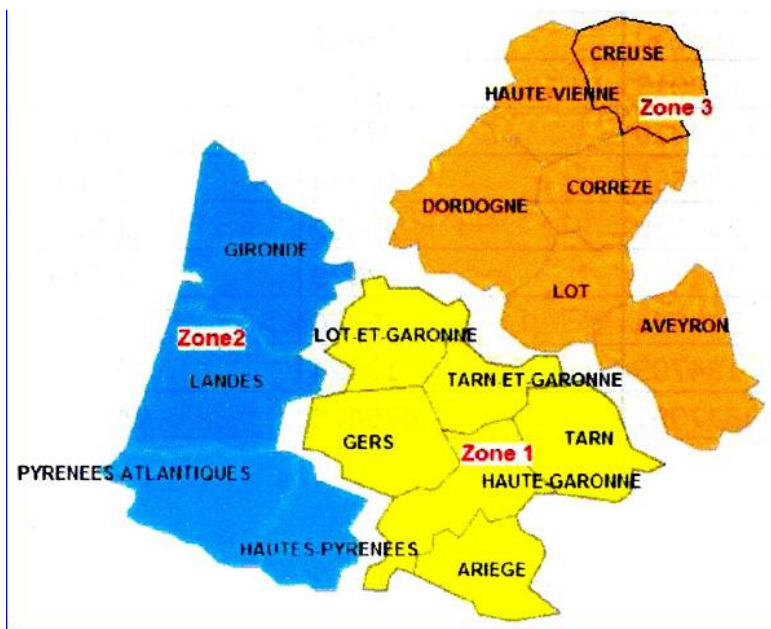 CREUSE
HAUTE-VIENNE
Zone 3
CORREZE
DORDOGNE
GIRONDE
LOT
AVEYRON
Zone2
LOT-ET-GARONNE
LANDES
TARN ET GARONNE
GERS
TARN
Zone 1
PYRENEES ATLANTIQUES
HAUTE-GARONNE
HAUTES-PYRENEES
ARIEGE